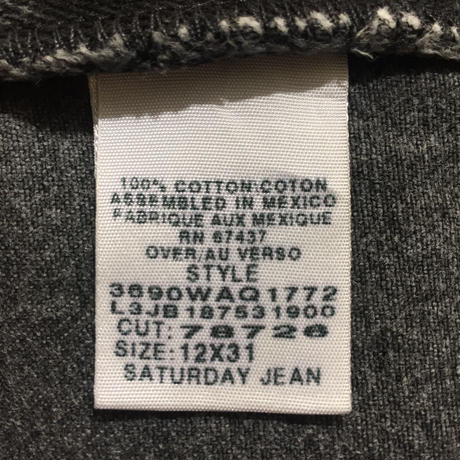 100% COTTON/COTON
ASSEMBLED IN MEXICO
FABRIQUE AUX MEXIQUE
RN 67437
OVER/AU VERSO
STYLE
3890WAQ1772
L3JB187531900
CUT: 78726
SIZE: 12X31
SATURDAY JEAN